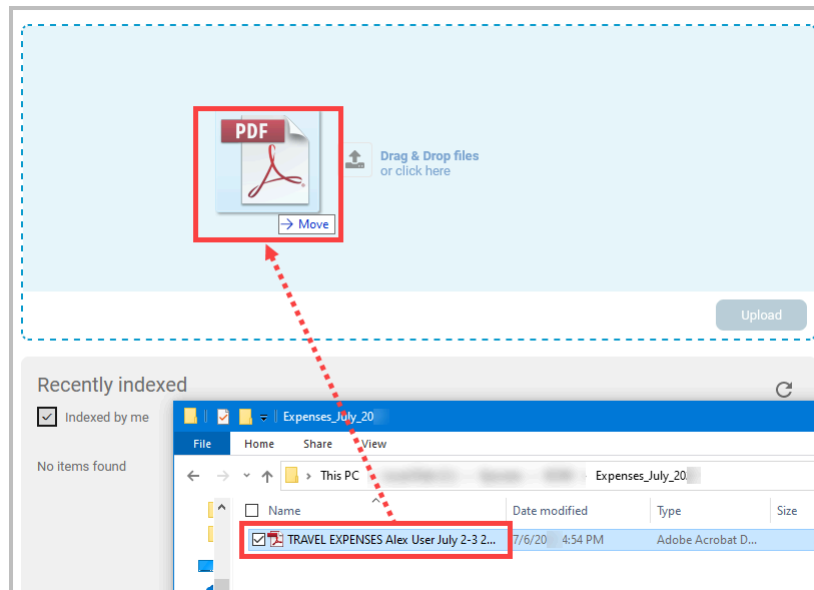 PDF
Drag & Drop files
or click here
Move
Upload
Recently indexed
Indexed by me
No items found
Expenses_July_20
File Home Share View
This PC Expenses_July_20
Name Date modified Type Size
TRAVEL EXPENSES Alex User July 2-3 2... 7/6/20 4:54 PM Adobe Acrobat D...